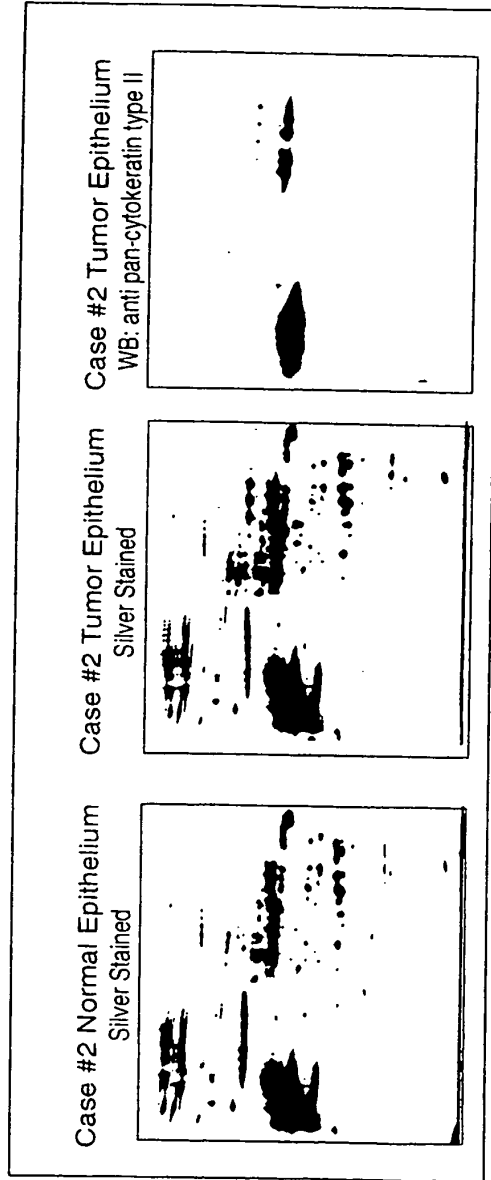 Case #2 Normal Epithelium
Silver Stained
Case #2 Tumor Epithelium
Silver Stained
Case #2 Tumor Epithelium
WB: anti pan-cytokeratin type II